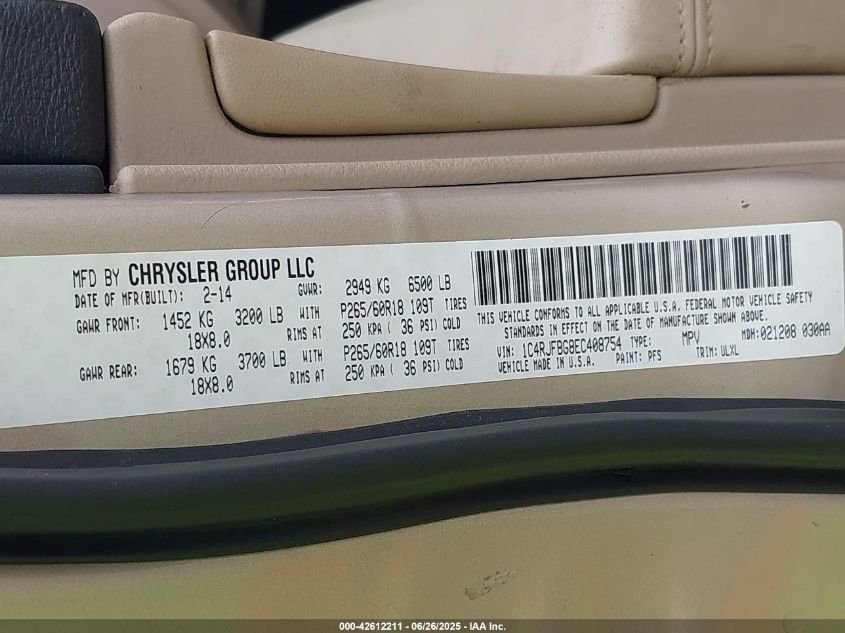 MFD BY CHRYSLER GROUP LLC
DATE OF MFR(BUILT): 2-14 GVWR: 2949 KG 6500 LB
GAWR FRONT: 1452 KG 3200 LB WITH P265/60R18 109T TIRES
18X8.0 RIMS AT 250 KPA ( 36 PSI) COLD
GAWR REAR: 1679 KG 3700 LB WITH P265/60R18 109T TIRES
18X8.0 RIMS AT 250 KPA ( 36 PSI) COLD
THIS VEHICLE CONFORMS TO ALL APPLICABLE U.S.A. FEDERAL MOTOR VEHICLE SAFETY
STANDARDS IN EFFECT ON THE DATE OF MANUFACTURE SHOWN ABOVE.
VIN: 1C4RJFBG8EC408754 TYPE: MPV MDH: 021208 030AA
VEHICLE MADE IN U.S.A. PAINT: PFS TRIM: ULXL
000-42612211 - 06/26/2025 - IAA Inc.